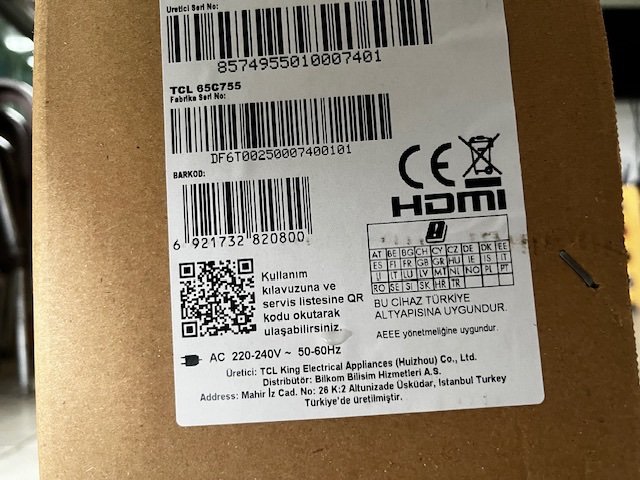 Üretici Seri No:
8574955010007401
TCL 65C755
Fabrika Seri No:
DF6T00250007400101
BARKOD:
6 921732 820800
CE
HDMI
AT BE BG CH CY CZ DE DK EE
ES FI FR GB GR HU IE IS IT
LI LT LU LV MT NL NO PL PT
RO SE SI SK HR TR
Kullanım
kılavuzuna ve
servis listesine QR
kodu okutarak
ulaşabilirsiniz.
BU CİHAZ TÜRKİYE
ALTYAPISINA UYGUNDUR.
AEEE yönetmeliğine uygundur.
AC 220-240V ~ 50-60Hz
Üretici: TCL King Electrical Appliances (Huizhou) Co., Ltd.
Distribütör: Bilkom Bilisim Hizmetleri A.S.
Address: Mahir İz Cad. No: 26 K:2 Altunizade Üsküdar, Istanbul Turkey
Türkiye'de üretilmiştir.